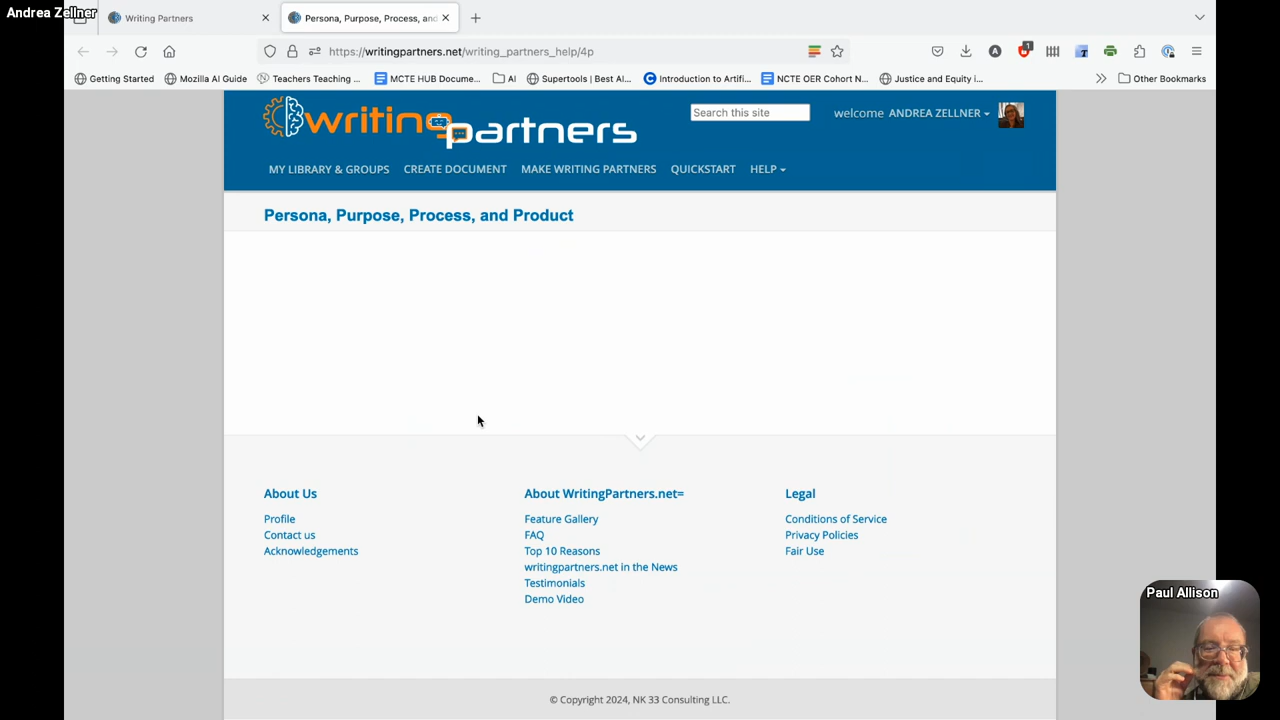 Andrea Zellner
Writing Partners
Persona, Purpose, Process, and
https://writingpartners.net/writing_partners_help/4p
1
Getting Started
Mozilla AI Guide
Teachers Teaching ...
MCTE HUB Docume...
AI
Supertools | Best AI...
Introduction to Artifi...
NCTE OER Cohort N...
Justice and Equity i...
Other Bookmarks
writing partners
Search this site
welcome ANDREA ZELLNER
MY LIBRARY & GROUPS
CREATE DOCUMENT
MAKE WRITING PARTNERS
QUICKSTART
HELP
Persona, Purpose, Process, and Product
About Us
Profile
Contact us
Acknowledgements
About WritingPartners.net=
Feature Gallery
FAQ
Top 10 Reasons
writingpartners.net in the News
Testimonials
Demo Video
Legal
Conditions of Service
Privacy Policies
Fair Use
Paul Allison
© Copyright 2024, NK 33 Consulting LLC.